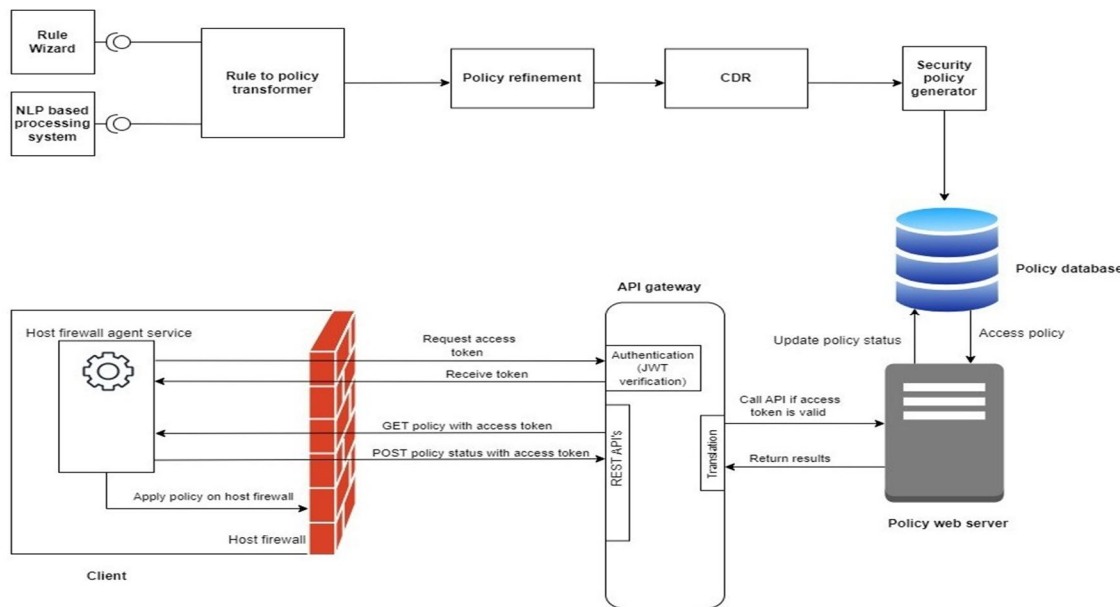 Rule
Wizard
NLP based
processing
system
Rule to policy
transformer
Policy refinement
CDR
Security
policy
generator
Policy database
Update policy status
Access policy
API gateway
Host firewall agent service
Request access
token
Receive token
Authentication
(JWT
verification)
GET policy with access token
POST policy status with access token
REST API's
Translation
Call API if access
token is valid
Return results
Apply policy on host firewall
Host firewall
Policy web server
Client